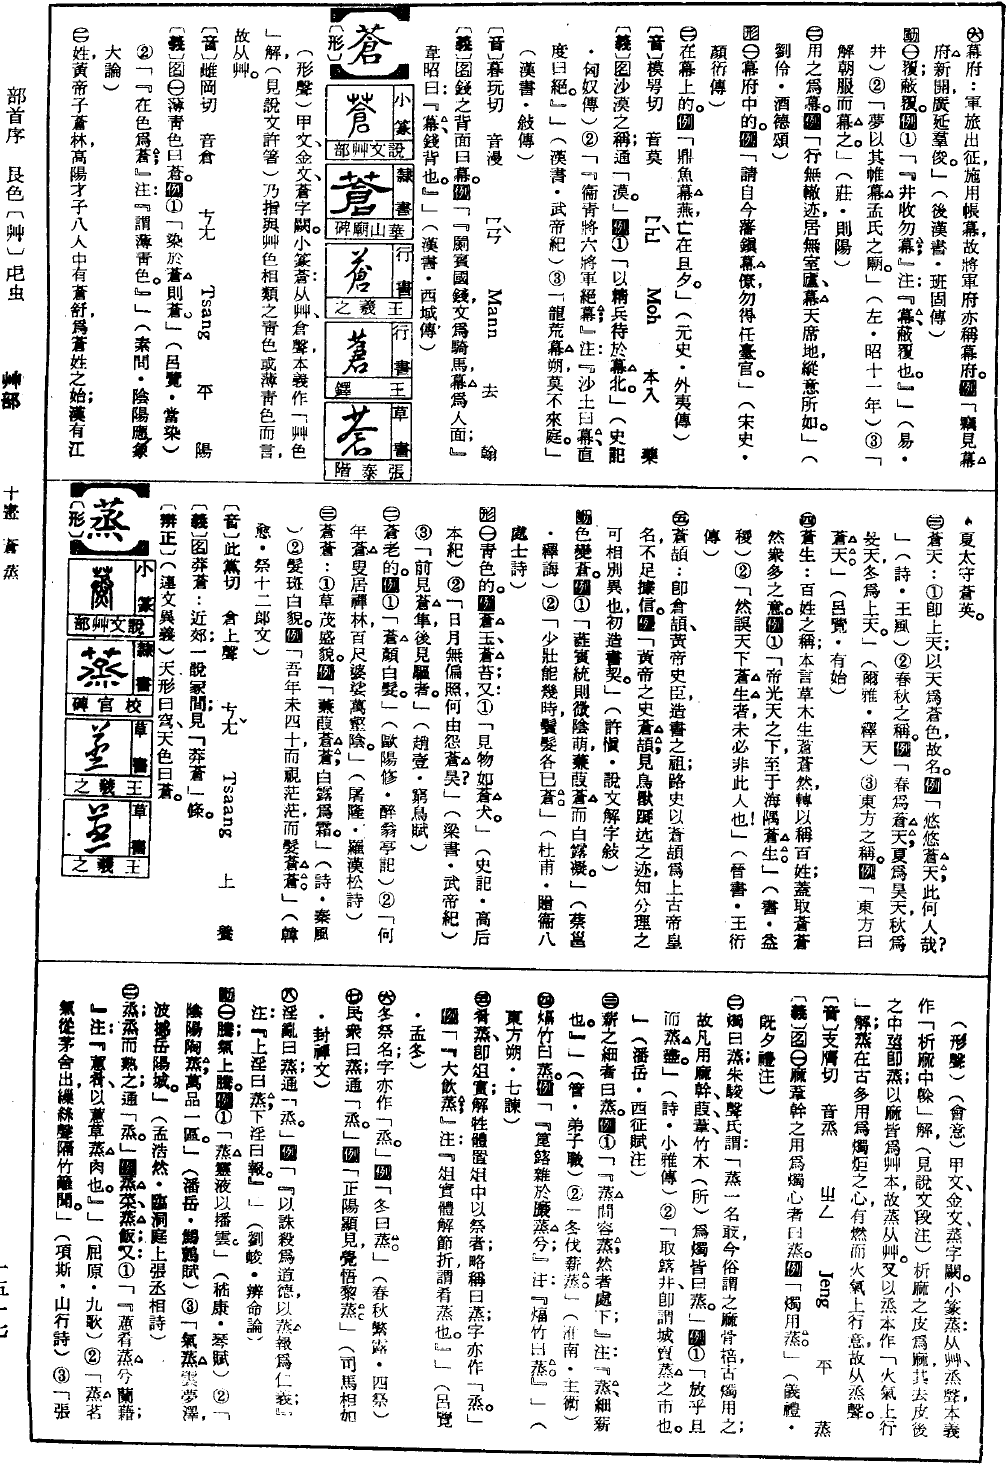 ㊅幕府：軍旅出征施用帳幕，故將軍府亦稱幕府。例「竊見幕
府新開，廣延羣俊。」（後漢書・班固傳）
動㊀覆蔽，覆。例①「『井收勿幕』注：『幕，蔽覆也』」（易・
井）②「夢以其帷幕孟氏之廟。」（左・昭十一年）③「
解朝服而幕之。」（莊・則陽）
㊁用之爲幕。例「行無轍迹，居無室廬，幕天席地，縱意所如。」（
劉伶・酒德頌）
形㊀幕府中的。例「請自今藩鎭幕僚勿得任臺官」（宋史・
顏衎傳）
㊁在幕上的。例「鼎魚幕燕，亡在旦夕」（元史・外夷傳）
〔音〕漠号切　音莫　ㄇㄛˋ　Moh　本入　藥
〔義〕名沙漠之稱；通「漠。」例①「以精兵待於幕北。」（史記
・匈奴傳）②「『衞靑將六將軍絕幕』注：『沙土曰幕，直
度曰絕。』」（漢書・武帝紀）③「龍荒幕朔，莫不來庭。」
（漢書・敍傳）
〔音〕暮玩切　音漫　ㄇㄢˋ　Mann　去　翰
〔義〕名錢之背面曰幕。例「『罽賓國錢，文爲騎馬，幕爲人面』
韋昭曰：『幕，錢背也。』」（漢書・西域傳）
蒼
〔形〕
小篆　說文艸部
隸書　華山廟碑
行書　王羲之
行書　王鐸
草書　張泰階
（形聲）甲文、金文蒼字闕。小篆蒼：从艸，倉聲。本義作「艸色
」解（見說文許箸）乃指與艸色相類之靑色或薄靑色而言，
故从艸。
〔音〕雌岡切　音倉　ㄘㄤ　Tsang　平　陽
〔義〕名㊀薄靑色曰蒼。例①「染於蒼則蒼」（呂覽・當染）
②「『在色爲蒼』注：『謂薄靑色。』」（素問・陰陽應象
大論）
㊁姓，黃帝子蒼林，高陽才子八人中有蒼舒，爲蒼姓之始；漢有江
夏太守蒼英。
㊂蒼天：①卽上天；以天爲蒼色，故名。例「悠悠蒼天，此何人哉？
」（詩・王風）②春秋之稱。例「春爲蒼天，夏爲昊天，秋爲
旻天，冬爲上天。」（爾雅・釋天）③東方之稱。例「東方曰
蒼天」（呂覽・有始）
㊃蒼生：百姓之稱；本言草木生蒼蒼然，轉以稱百姓，蓋取蒼蒼
然衆多之意。例①「帝光天之下，至于海隅蒼生。」（書・益
稷）②「然誤天下蒼生者，未必非此人也！」（晉書・王衍
傳）
㊄蒼頡：卽倉頡，黃帝史臣，造書之祖；路史以蒼頡爲上古帝皇
名，不足據信。例「黃帝之史蒼頡，見鳥獸蹏迒之迹，知分理之
可相別異也，初造書契。」（許愼・說文解字敍）
動色變蒼。例①「蕤賓統則微陰萌，蒹葭蒼而白露凝。」（蔡邕
・釋誨）②「少壯能幾時，鬢髮各已蒼。」（杜甫・贈衞八
處士詩）
形㊀靑色的。例蒼玉、蒼苔；又：①「見物如蒼犬。」（史記・高后
本紀）②「日月無偏照，何由怨蒼昊？」（梁書・武帝紀）
③「前見蒼隼，後見驅者。」（趙壹・窮鳥賦）
㊁蒼老的。例①「蒼顏白髮。」（歐陽修・醉翁亭記）②「何
年蒼叟居禪林，百尺婆娑萬壑陰。」（屠隆・羅漢松詩）
㊂蒼蒼：①草茂盛貌。例「蒹葭蒼蒼，白露爲霜。」（詩・秦風
）②髮斑白貌。例「吾年未四十，而視茫茫，而髮蒼蒼。」（韓
愈・祭十二郞文）
〔音〕此黨切　倉上聲　ㄘㄤˇ　Tsaang　上　養
〔義〕名莽蒼：近郊；一說冢間；見「莽蒼」條。
〔辨正〕（連文異義）天形曰穹，天色曰蒼。
蒸
〔形〕
小篆　說文艸部
隸書　校官碑
草書　王羲之
草書　王羲之
（形聲）（會意）甲文、金文、蒸字闕。小篆蒸：从艸，烝聲。本義
作「析麻中榦」解（見說文段注）析麻之皮爲麻，其去皮後
之中莖卽蒸；以麻皆爲艸本，故蒸从艸。又以烝本作「火氣上行
」解，蒸在古多用爲燭炬之心，有燃而火氣上行意，故从烝聲。
〔音〕支膺切　音烝　ㄓㄥ　Jeng　平　蒸
〔義〕名㊀麻葦幹之用爲燭心者曰蒸。例「燭用蒸。」（儀禮・
旣夕禮注）
㊁燭曰蒸；朱駿聲氏謂：「蒸一名菆，今俗謂之麻骨棓，古燭用之；
故凡用麻幹、葭葦、竹木（所）爲燭皆曰蒸。」例①「放乎旦
而蒸盡」（詩・小雅傳）②「取簬井卽謂城賣蒸之市也。
」（潘岳・西征賦注）
㊂薪之細者曰蒸。例①「『蒸間容蒸，然者處下』注：『蒸，細薪
也。』」（管・弟子職）②「冬伐薪蒸。」（淮南・主術）
㊃熰竹曰蒸。例「『菎簬雜於黀蒸兮』注：『熰竹曰蒸』」（
東方朔・七諫）
㊄肴蒸，卽俎實；解牲體置俎中以祭者，略稱曰蒸；字亦作「烝。」
例「『大飲蒸』注：『俎實體解節折，謂肴蒸也。』」（呂覽
・孟冬）
㊅冬祭名；字亦作「烝。」例「冬曰蒸」（春秋繁露・四祭）
㊆民衆曰蒸；通「烝。」例「正陽顯見，覺悟黎蒸。」（司馬相如
・封禪文）
㊇淫亂曰蒸；通「烝。」例「『以誅殺爲道德，以蒸報爲仁義』
注：『上淫曰蒸，下淫曰報。』」（劉峻・辨命論）
動㊀騰氣上騰。例①「蒸靈液以播雲。」（嵇康・琴賦）②「
陰陽陶蒸，萬品一區。」（潘岳・鷦鷯賦）③「氣蒸雲夢澤，
波撼岳陽城。」（孟浩然・臨洞庭上張丞相詩）
㊁蒸蒸而熟之；通「烝。」例蒸菜、蒸飯；又：①「『蕙肴蒸兮蘭藉
』注：『蕙肴，以蕙草蒸肉也。』」（屈原・九歌）②「蒸茗
氣從茅舍出，繰絲聲隔竹籬聞。」（項斯・山行詩）③「張
部首序　艮色〔艸〕虍虫　艸部　十畫　蒼蒸　一五一七